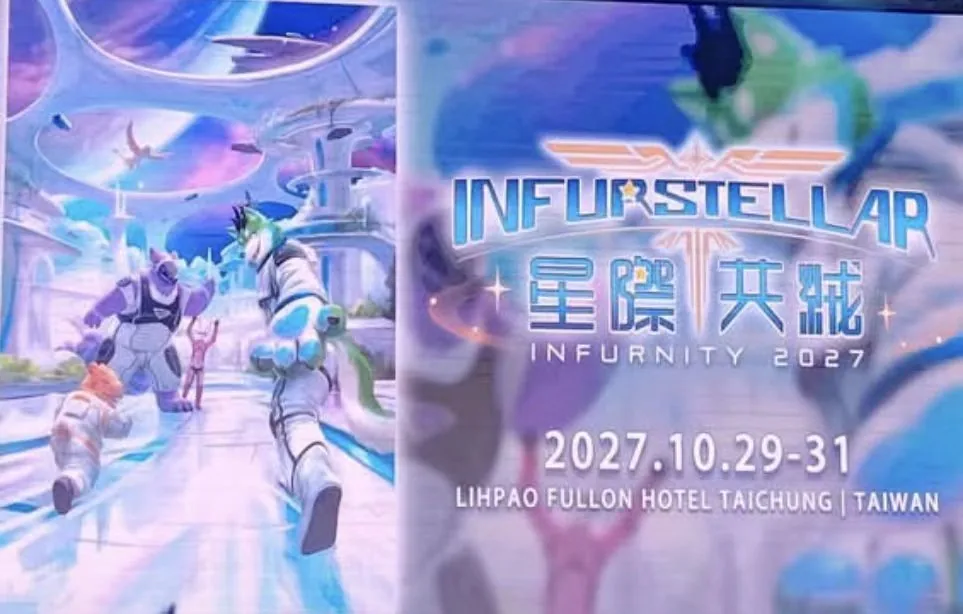 INFURSTELLAR
星際共絨
INFURNITY 2027
2027.10.29-31
LIHPAO FULLON HOTEL TAICHUNG | TAIWAN